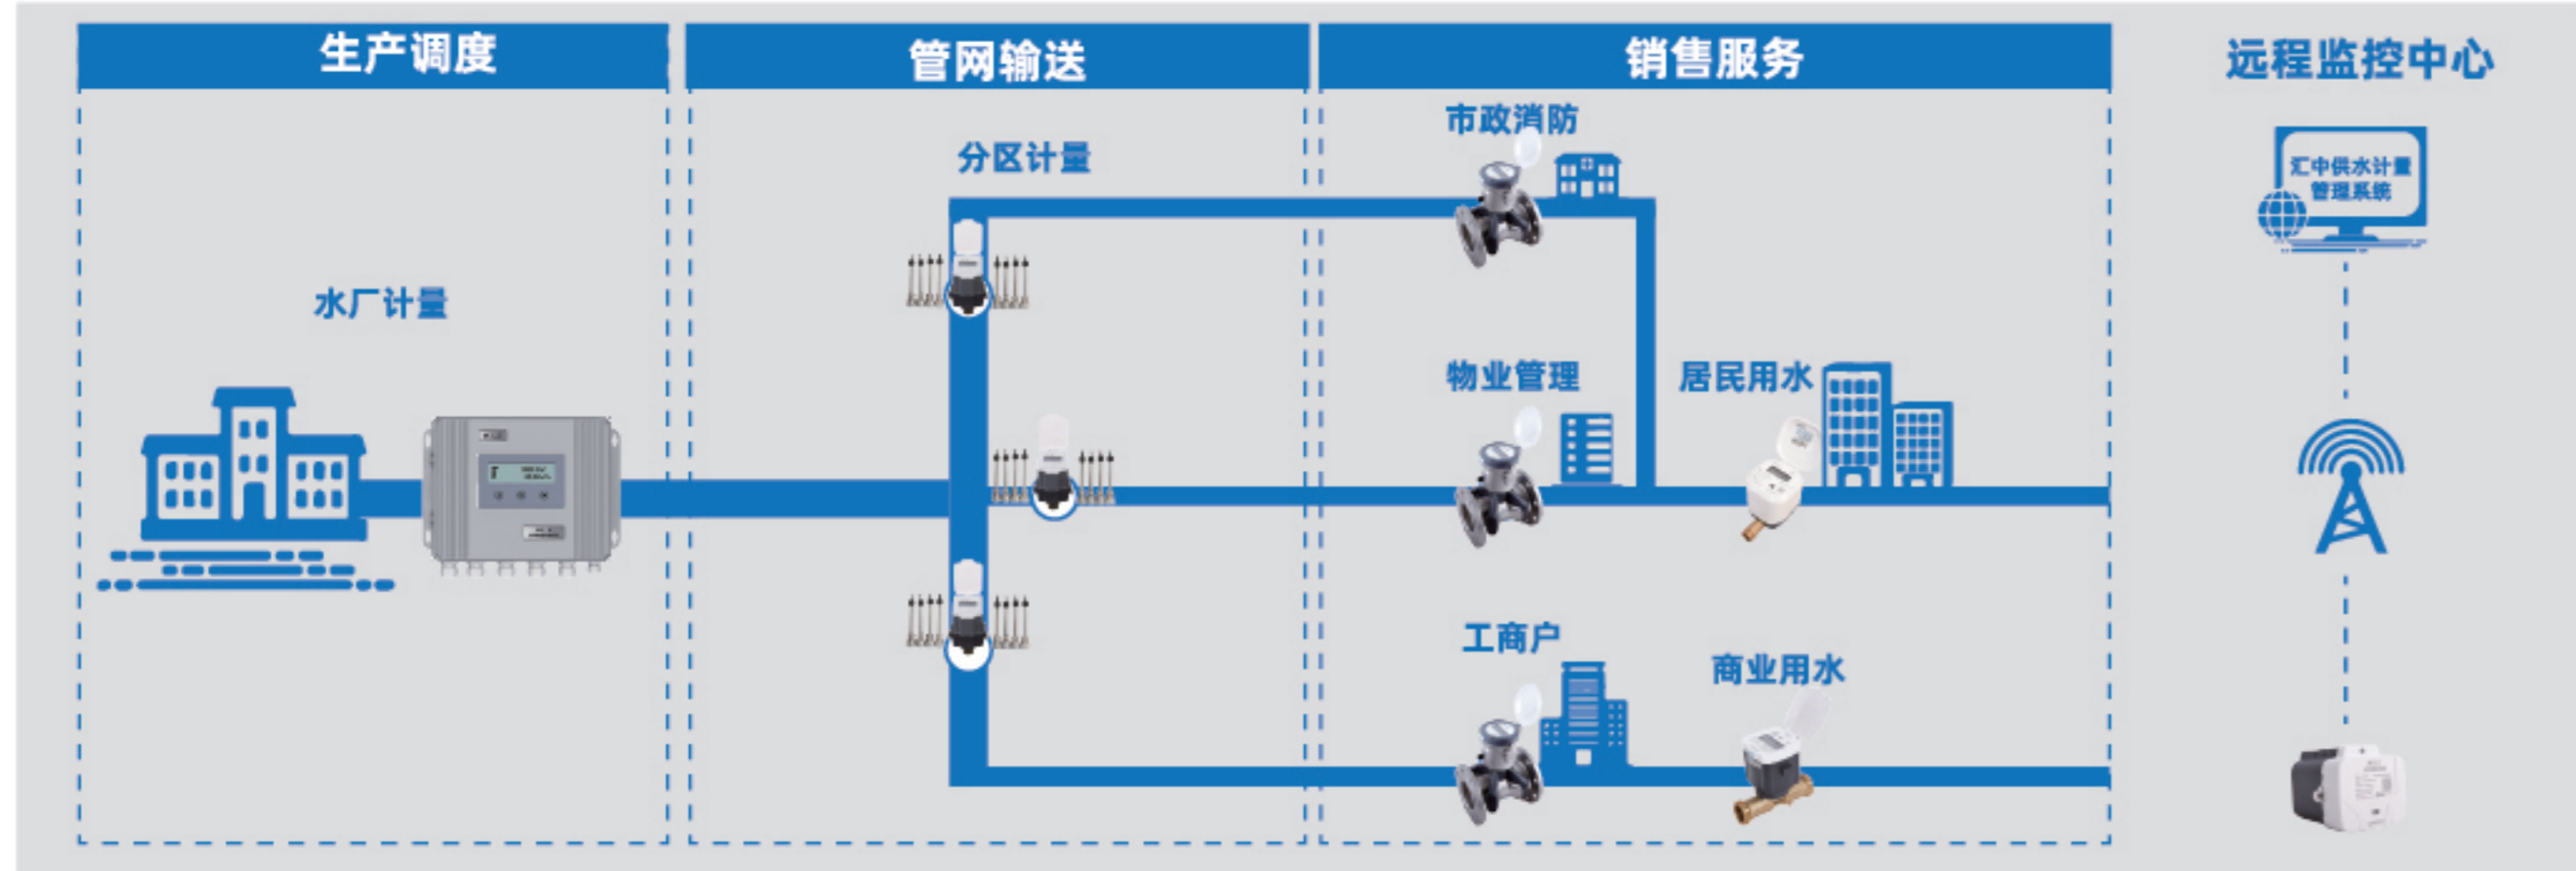 生产调度
管网输送
销售服务
远程监控中心
市政消防
分区计量
汇中供水计量
管理系统
水厂计量
物业管理
居民用水
工商户
商业用水